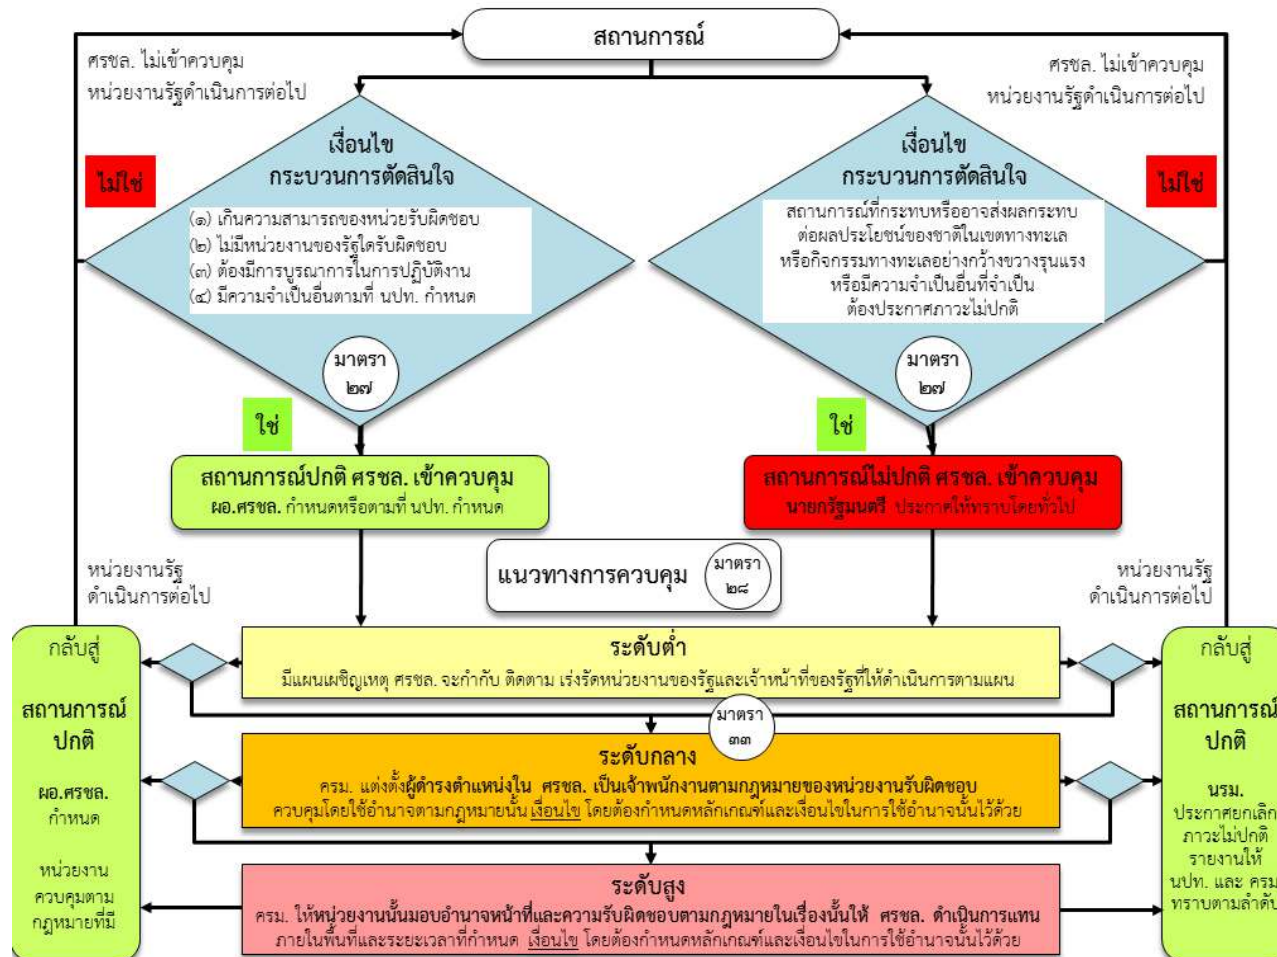 สถานการณ์
ศรชล. ไม่เข้าควบคุม
หน่วยงานรัฐดำเนินการต่อไป
ศรชล. ไม่เข้าควบคุม
หน่วยงานรัฐดำเนินการต่อไป
ไม่ใช่
เงื่อนไข
กระบวนการตัดสินใจ
(๑) เกินความสามารถของหน่วยรับผิดชอบ
(๒) ไม่มีหน่วยงานของรัฐใดรับผิดชอบ
(๓) ต้องมีการบูรณาการในการปฏิบัติงาน
(๔) มีความจำเป็นอื่นตามที่ นปท. กำหนด
มาตรา
๒๗
ใช่
เงื่อนไข
กระบวนการตัดสินใจ
สถานการณ์ที่กระทบหรืออาจส่งผลกระทบ
ต่อผลประโยชน์ของชาติในเขตทางทะเล
หรือกิจกรรมทางทะเลอย่างกว้างขวางรุนแรง
หรือมีความจำเป็นอื่นที่จำเป็น
ต้องประกาศภาวะไม่ปกติ
มาตรา
๒๗
ไม่ใช่
ใช่
สถานการณ์ปกติ ศรชล. เข้าควบคุม
ผอ.ศรชล. กำหนดหรือตามที่ นปท. กำหนด
สถานการณ์ไม่ปกติ ศรชล. เข้าควบคุม
นายกรัฐมนตรี ประกาศให้ทราบโดยทั่วไป
แนวทางการควบคุม
มาตรา
๒๘
หน่วยงานรัฐ
ดำเนินการต่อไป
หน่วยงานรัฐ
ดำเนินการต่อไป
ระดับต่ำ
มีแผนเผชิญเหตุ ศรชล. จะกำกับ ติดตาม เร่งรัดหน่วยงานของรัฐและเจ้าหน้าที่ของรัฐที่ให้ดำเนินการตามแผน
มาตรา
๓๓
ระดับกลาง
ครม. แต่งตั้งผู้ดำรงตำแหน่งใน ศรชล. เป็นเจ้าพนักงานตามกฎหมายของหน่วยงานรับผิดชอบ
ควบคุมโดยใช้อำนาจตามกฎหมายนั้น เงื่อนไข โดยต้องกำหนดหลักเกณฑ์และเงื่อนไขในการใช้อำนาจนั้นไว้ด้วย
ระดับสูง
ครม. ให้หน่วยงานนั้นมอบอำนาจหน้าที่และความรับผิดชอบตามกฎหมายในเรื่องนั้นให้ ศรชล. ดำเนินการแทน
ภายในพื้นที่และระยะเวลาที่กำหนด เงื่อนไข โดยต้องกำหนดหลักเกณฑ์และเงื่อนไขในการใช้อำนาจนั้นไว้ด้วย
กลับสู่
สถานการณ์
ปกติ
ผอ.ศรชล.
กำหนด
หน่วยงาน
ควบคุมตาม
กฎหมายที่มี
กลับสู่
สถานการณ์
ปกติ
นรม.
ประกาศยกเลิก
ภาวะไม่ปกติ
รายงานให้
นปท. และ ครม
ทราบตามลำดับ